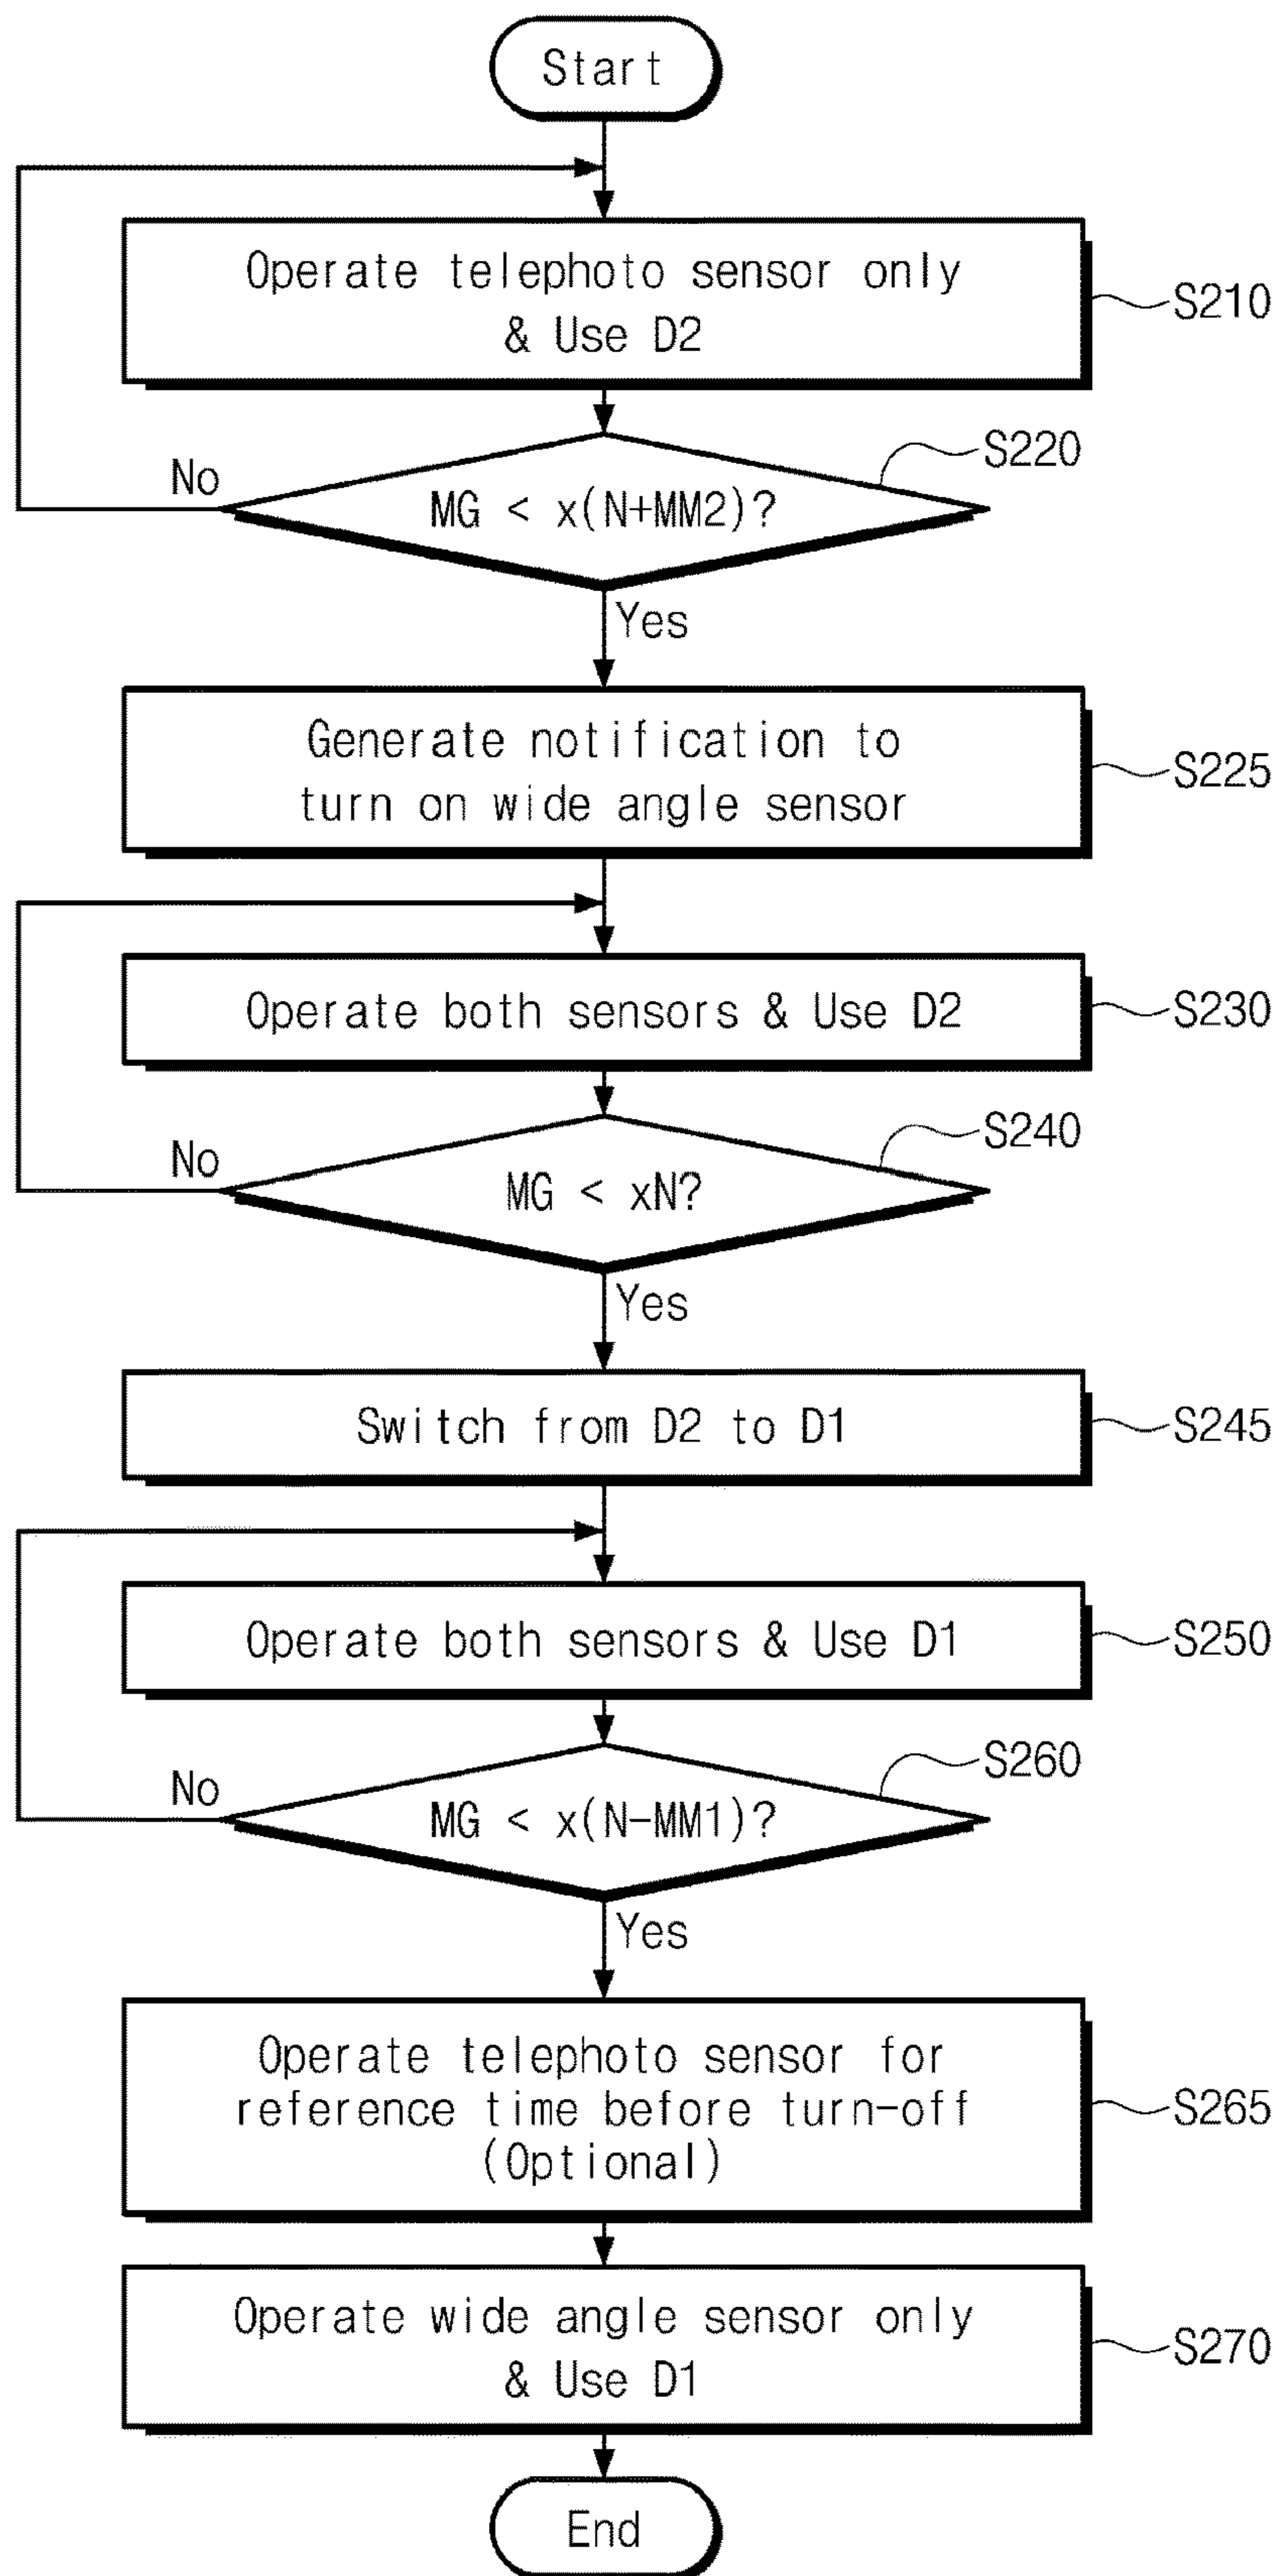 Start
Operate telephoto sensor only
& Use D2
S210
MG < x(N+MM2)?
S220
No
Yes
Generate notification to
turn on wide angle sensor
S225
Operate both sensors & Use D2
S230
MG < xN?
S240
No
Yes
Switch from D2 to D1
S245
Operate both sensors & Use D1
S250
MG < x(N-MM1)?
S260
No
Yes
Operate telephoto sensor for
reference time before turn-off
(Optional)
S265
Operate wide angle sensor only
& Use D1
S270
End